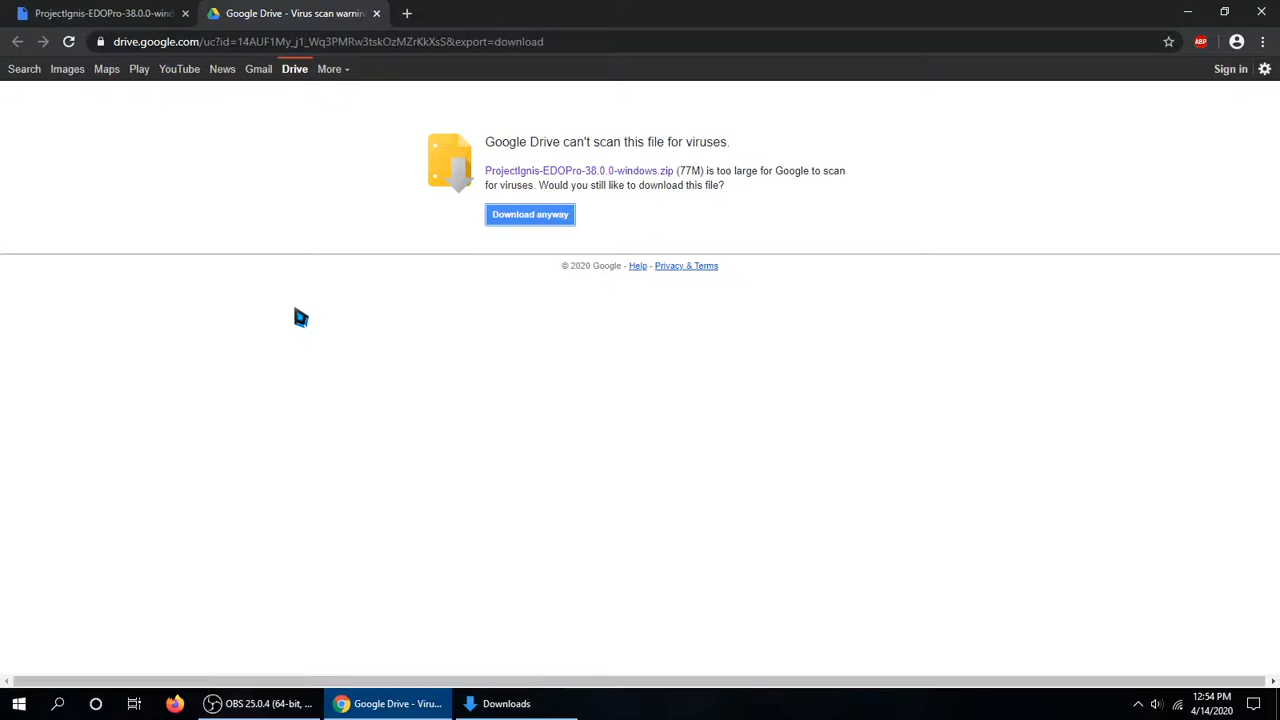 ProjectIgnis-EDOPro-38.0.0-wind
Google Drive - Virus scan warnin
drive.google.com/uc?id=14AUF1My_j1_Wq3PMRw3tskOzMZrKkXsS&export=download
ABP
Search Images Maps Play YouTube News Gmail Drive More
Sign in
Google Drive can't scan this file for viruses.
ProjectIgnis-EDOPro-38.0.0-windows.zip (77M) is too large for Google to scan
for viruses. Would you still like to download this file?
Download anyway
© 2020 Google - Help - Privacy & Terms
OBS 25.0.4 (64-bit, ...
Google Drive - Viru...
Downloads
12:54 PM
4/14/2020